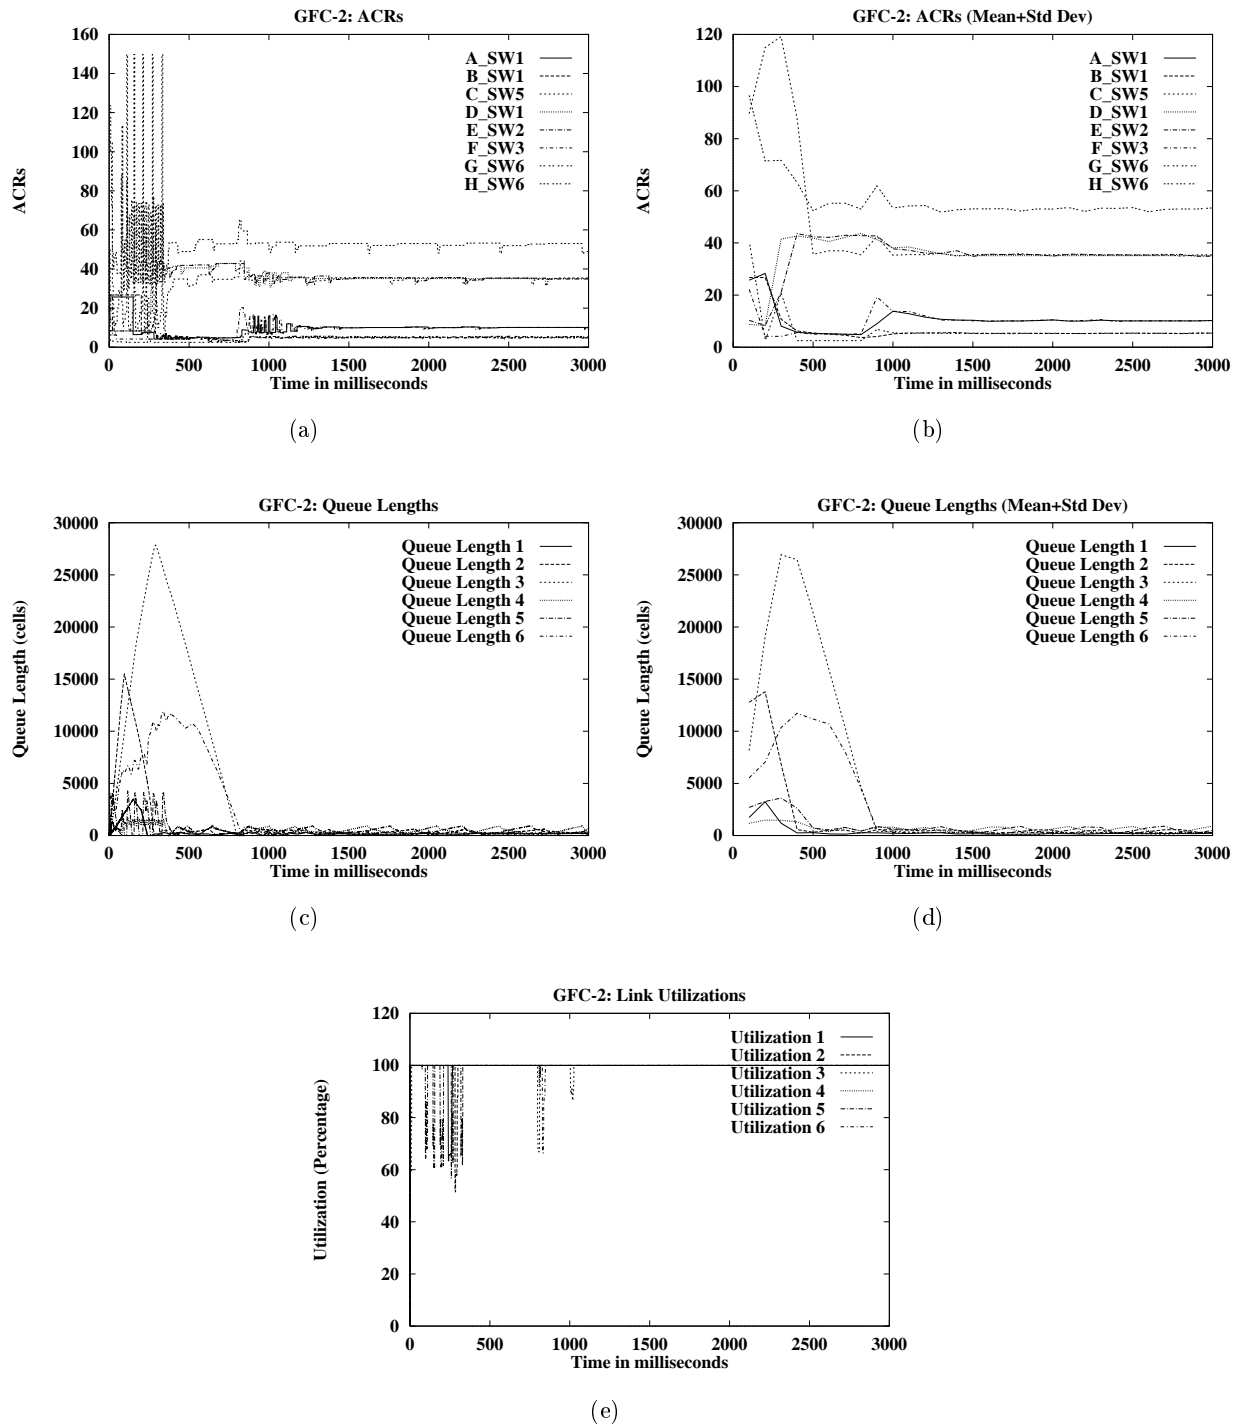 GFC-2: ACRs
160
140
120
100
80
60
40
20
0
ACRs
A_SW1
B_SW1
C_SW5
D_SW1
E_SW2
F_SW3
G_SW6
H_SW6
0 500 1000 1500 2000 2500 3000
Time in milliseconds
(a)
GFC-2: ACRs (Mean+Std Dev)
120
100
80
60
40
20
0
ACRs
A_SW1
B_SW1
C_SW5
D_SW1
E_SW2
F_SW3
G_SW6
H_SW6
0 500 1000 1500 2000 2500 3000
Time in milliseconds
(b)
GFC-2: Queue Lengths
30000
25000
20000
15000
10000
5000
0
Queue Length (cells)
Queue Length 1
Queue Length 2
Queue Length 3
Queue Length 4
Queue Length 5
Queue Length 6
0 500 1000 1500 2000 2500 3000
Time in milliseconds
(c)
GFC-2: Queue Lengths (Mean+Std Dev)
30000
25000
20000
15000
10000
5000
0
Queue Length (cells)
Queue Length 1
Queue Length 2
Queue Length 3
Queue Length 4
Queue Length 5
Queue Length 6
0 500 1000 1500 2000 2500 3000
Time in milliseconds
(d)
GFC-2: Link Utilizations
120
100
80
60
40
20
0
Utilization (Percentage)
Utilization 1
Utilization 2
Utilization 3
Utilization 4
Utilization 5
Utilization 6
0 500 1000 1500 2000 2500 3000
Time in milliseconds
(e)